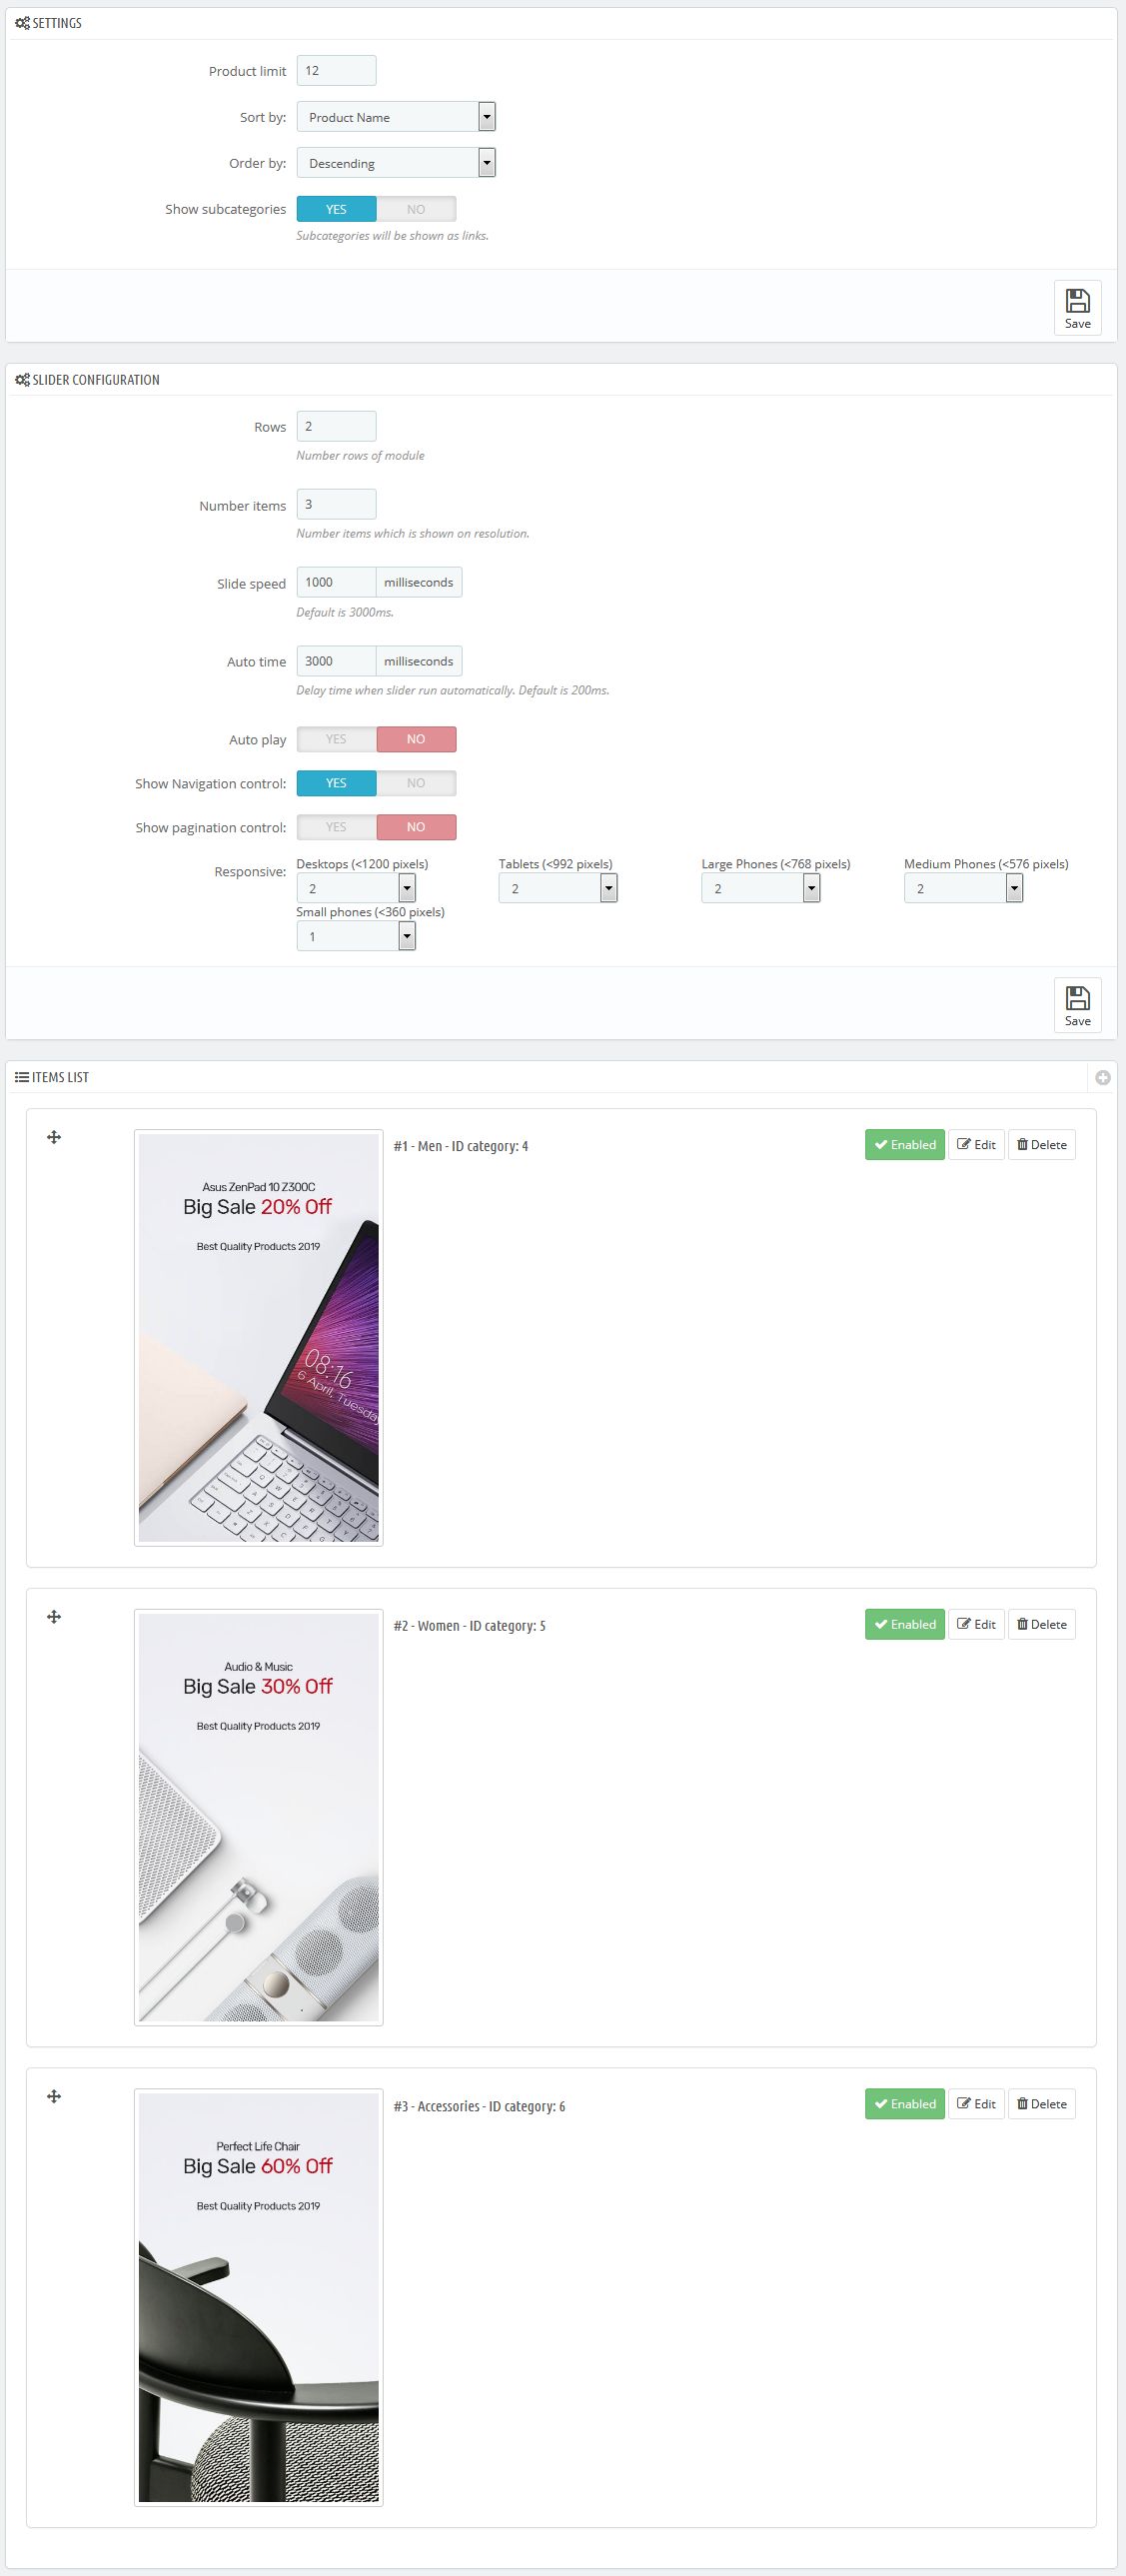 SETTINGS
Product limit 12
Sort by: Product Name
Order by: Descending
Show subcategories YES NO
Subcategories will be shown as links.
Save
SLIDER CONFIGURATION
Rows 2
Number rows of module
Number items 3
Number items which is shown on resolution.
Slide speed 1000 milliseconds
Default is 3000ms.
Auto time 3000 milliseconds
Delay time when slider run automatically. Default is 200ms.
Auto play YES NO
Show Navigation control: YES NO
Show pagination control: YES NO
Responsive: Desktops (<1200 pixels) Tablets (<992 pixels) Large Phones (<768 pixels) Medium Phones (<576 pixels)
2 2 2 2
Small phones (<360 pixels)
1
Save
ITEMS LIST
#1 - Men - ID category: 4 Enabled Edit Delete
Asus ZenPad 10 Z300C
Big Sale 20% Off
Best Quality Products 2019
08:16
6 April, Tuesday
#2 - Women - ID category: 5 Enabled Edit Delete
Audio & Music
Big Sale 30% Off
Best Quality Products 2019
#3 - Accessories - ID category: 6 Enabled Edit Delete
Perfect Life Chair
Big Sale 60% Off
Best Quality Products 2019